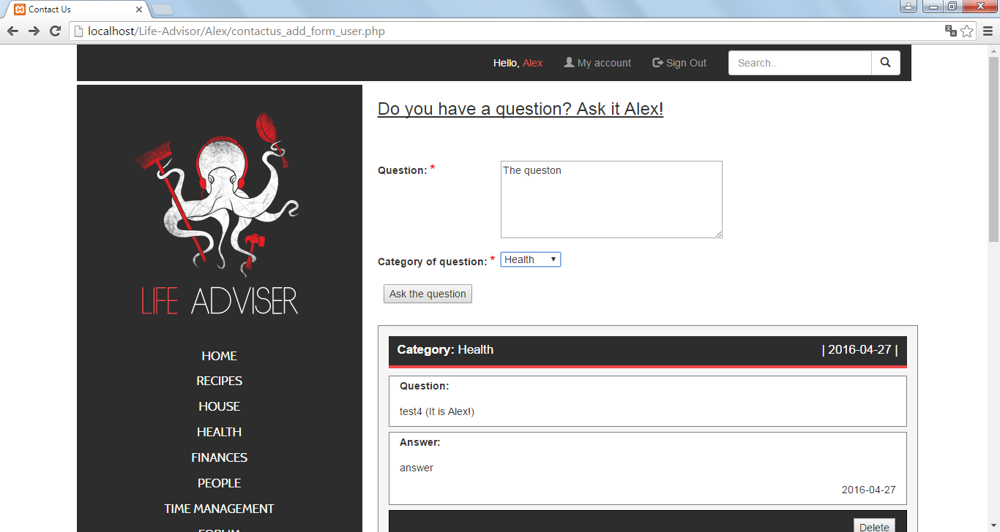 Contact Us
localhost/Life-Advisor/Alex/contactus_add_form_user.php
Hello, Alex My account Sign Out Search..
LIFE ADVISER
HOME
RECIPES
HOUSE
HEALTH
FINANCES
PEOPLE
TIME MANAGEMENT
FORUM
Do you have a question? Ask it Alex!
Question: * The queston
Category of question: * Health
Ask the question
Category: Health | 2016-04-27 |
Question:
test4 (It is Alex!)
Answer:
answer
2016-04-27
Delete